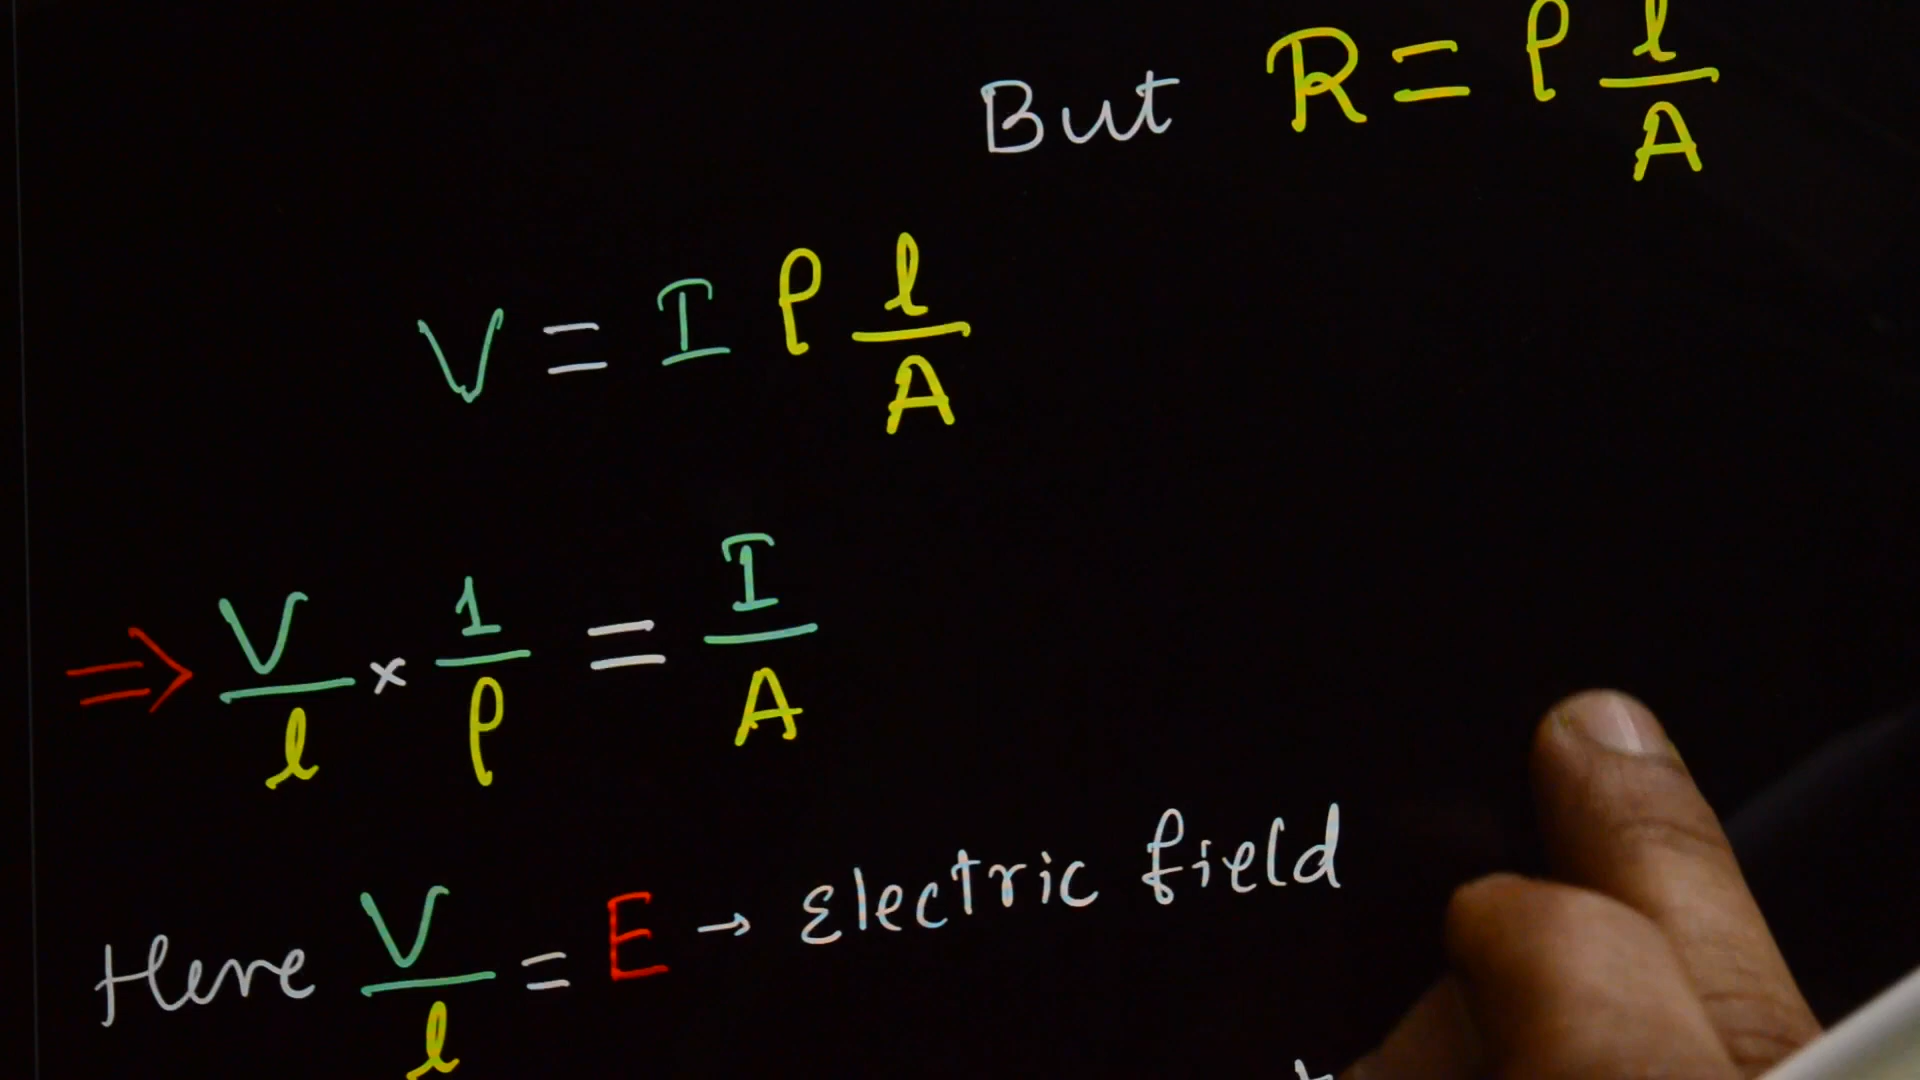 But R = ρ l/A
V = I ρ l/A
⇒ V/l × 1/ρ = I/A
Here V/l = E → Electric field